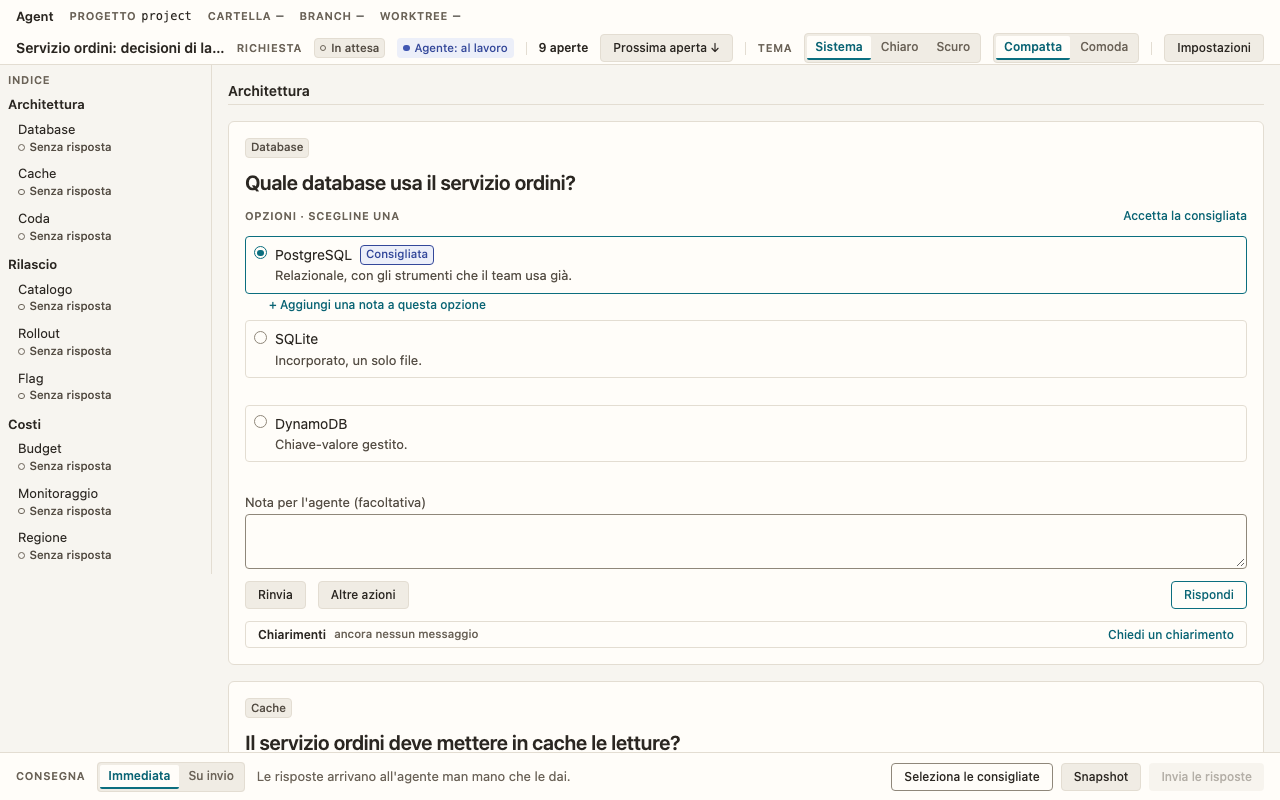 Agent PROGETTO project CARTELLA — BRANCH — WORKTREE —
Servizio ordini: decisioni di la... RICHIESTA In attesa Agente: al lavoro 9 aperte Prossima aperta ↓ TEMA Sistema Chiaro Scuro Compatta Comoda Impostazioni
INDICE
Architettura
Database
Senza risposta
Cache
Senza risposta
Coda
Senza risposta
Rilascio
Catalogo
Senza risposta
Rollout
Senza risposta
Flag
Senza risposta
Costi
Budget
Senza risposta
Monitoraggio
Senza risposta
Regione
Senza risposta
Architettura
Database
Quale database usa il servizio ordini?
OPZIONI · SCEGLINE UNA Accetta la consigliata
PostgreSQL Consigliata
Relazionale, con gli strumenti che il team usa già.
+ Aggiungi una nota a questa opzione
SQLite
Incorporato, un solo file.
DynamoDB
Chiave-valore gestito.
Nota per l'agente (facoltativa)
Rinvia Altre azioni Rispondi
Chiarimenti ancora nessun messaggio Chiedi un chiarimento
Cache
Il servizio ordini deve mettere in cache le letture?
CONSEGNA Immediata Su invio Le risposte arrivano all'agente man mano che le dai. Seleziona le consigliate Snapshot Invia le risposte